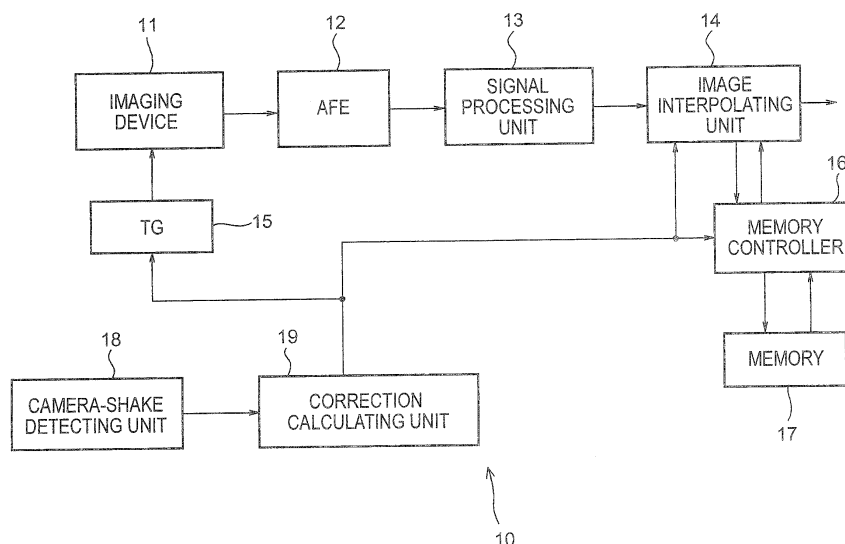 11
12
13
14
IMAGING
DEVICE
AFE
SIGNAL
PROCESSING
UNIT
IMAGE
INTERPOLATING
UNIT
TG
15
16
MEMORY
CONTROLLER
18
19
MEMORY
17
CAMERA-SHAKE
DETECTING UNIT
CORRECTION
CALCULATING UNIT
10